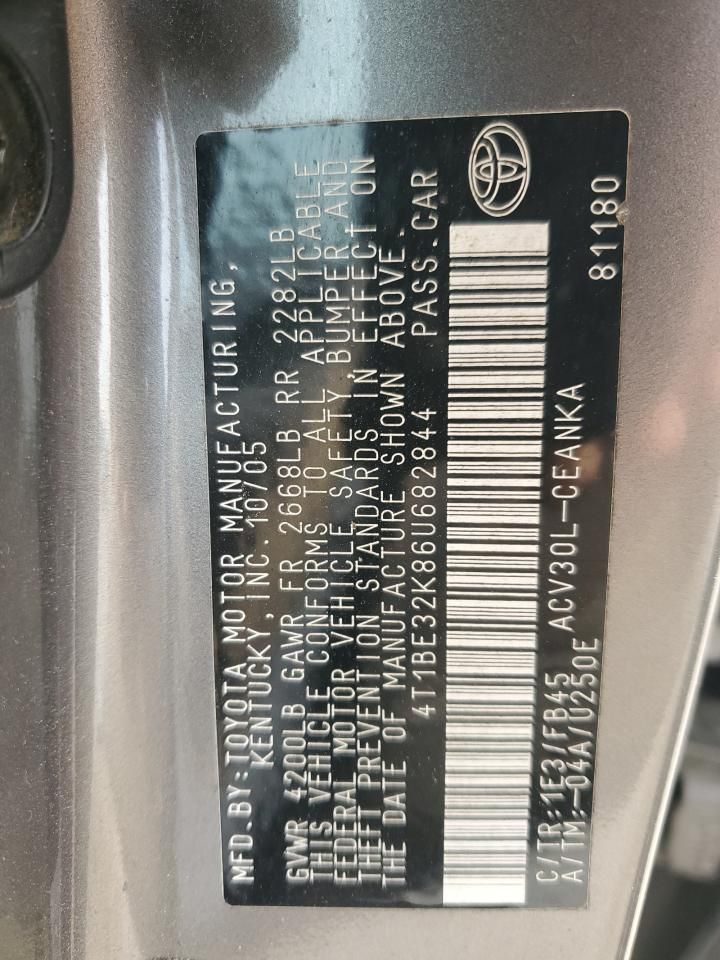 MFD.BY:TOYOTA MOTOR MANUFACTURING,
KENTUCKY, INC. 10/05
GVWR 4200LB GAWR FR 2668LB RR 2282LB
THIS VEHICLE CONFORMS TO ALL APPLICABLE
FEDERAL MOTOR VEHICLE SAFETY, BUMPER, AND
THEFT PREVENTION STANDARDS IN EFFECT ON
THE DATE OF MANUFACTURE SHOWN ABOVE.
4T1BE32K86U682844 PASS.CAR
C/TR:1E3/FB45 ACV30L-CEANKA
A/TM:-04A/U250E 81180